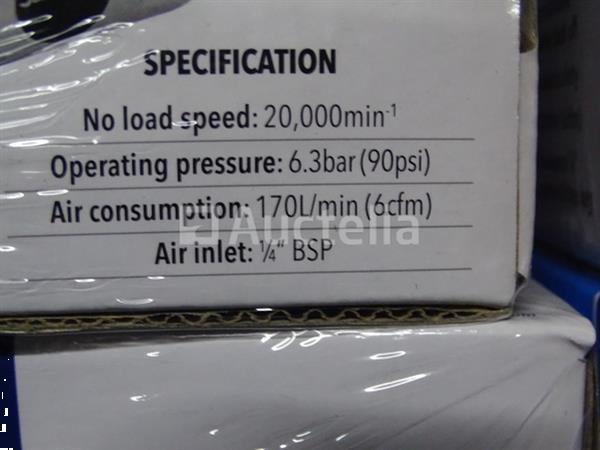 SPECIFICATION
No load speed: 20,000min⁻¹
Operating pressure: 6.3bar (90psi)
Air consumption: 170L/min (6cfm)
Auctelia
Air inlet: ¼“ BSP